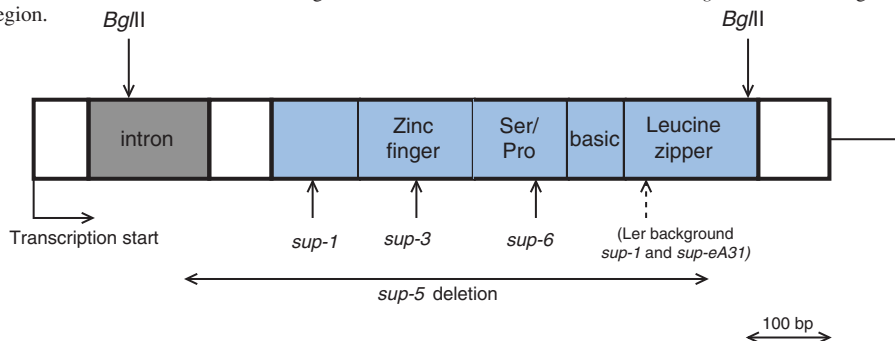 egion.
BglII BglII
intron
Zinc finger
Ser/ Pro
basic
Leucine zipper
Transcription start
sup-1
sup-3
sup-6
(Ler background
sup-1 and sup-eA31)
sup-5 deletion
100 bp